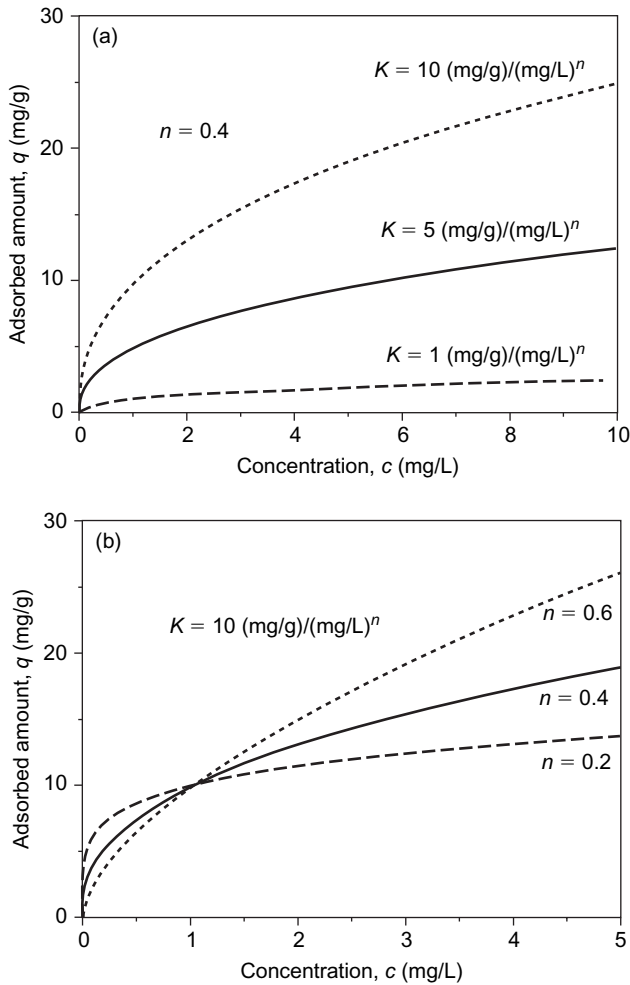 (a)
K = 10 (mg/g)/(mg/L)ⁿ
n = 0.4
K = 5 (mg/g)/(mg/L)ⁿ
K = 1 (mg/g)/(mg/L)ⁿ
Adsorbed amount, q (mg/g)
30
20
10
0
0 2 4 6 8 10
Concentration, c (mg/L)
(b)
K = 10 (mg/g)/(mg/L)ⁿ
n = 0.6
n = 0.4
n = 0.2
Adsorbed amount, q (mg/g)
30
20
10
0
0 1 2 3 4 5
Concentration, c (mg/L)